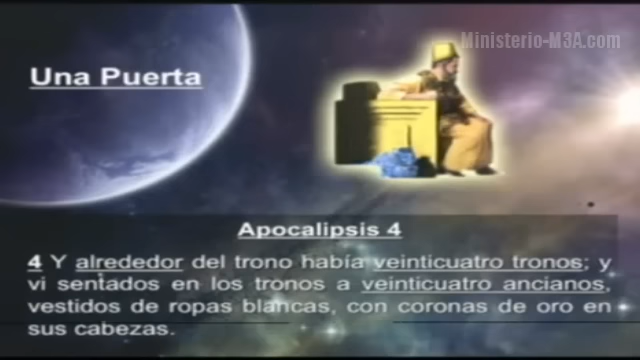 Ministerio-M3A.com
Una Puerta
Apocalipsis 4
4 Y alrededor del trono había veinticuatro tronos; y
vi sentados en los tronos a veinticuatro ancianos,
vestidos de ropas blancas, con coronas de oro en
sus cabezas.